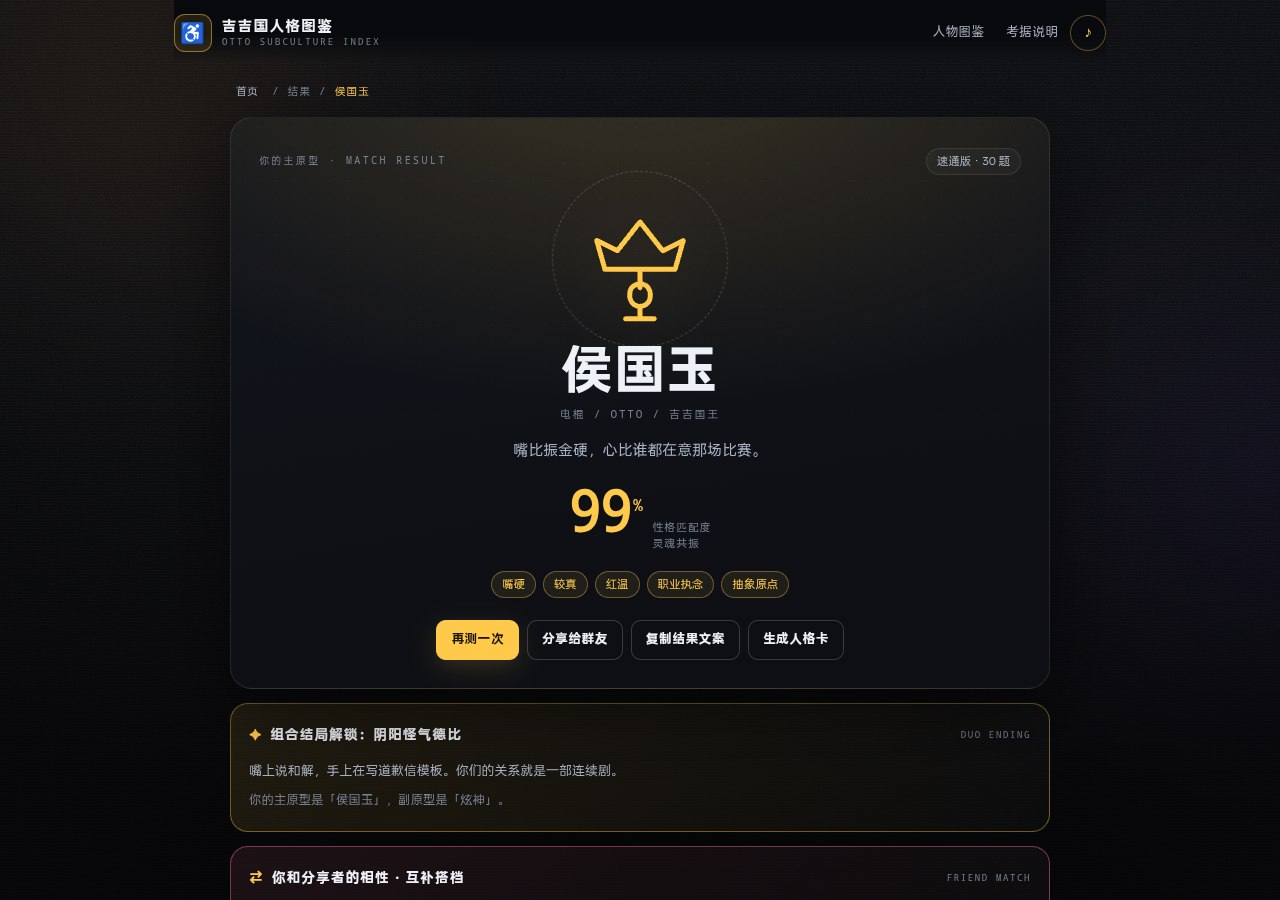 吉吉国人格图鉴
OTTO SUBCULTURE INDEX
人物图鉴
考据说明
♪
首页 / 结果 / 侯国玉
你的主原型 · MATCH RESULT
速通版 · 30 题
侯国玉
电棍 / OTTO / 吉吉国王
嘴比振金硬，心比谁都在意那场比赛。
99%
性格匹配度
灵魂共振
嘴硬
较真
红温
职业执念
抽象原点
再测一次
分享给群友
复制结果文案
生成人格卡
✦ 组合结局解锁：阴阳怪气德比
DUO ENDING
嘴上说和解，手上在写道歉信模板。你们的关系就是一部连续剧。
你的主原型是「侯国玉」，副原型是「炫神」。
⇄ 你和分享者的相性 · 互补搭档
FRIEND MATCH